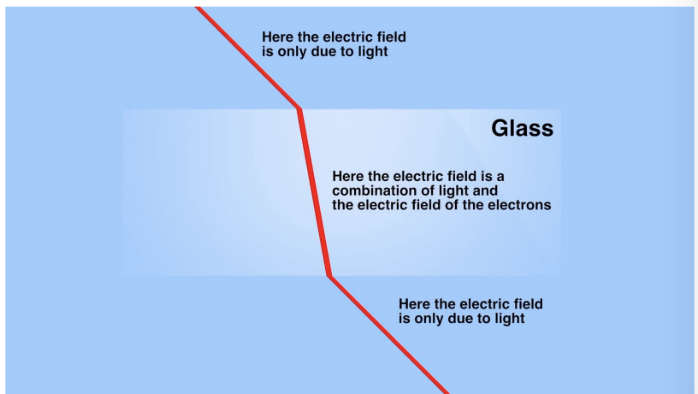 Here the electric field
is only due to light
Glass
Here the electric field is a
combination of light and
the electric field of the electrons
Here the electric field
is only due to light